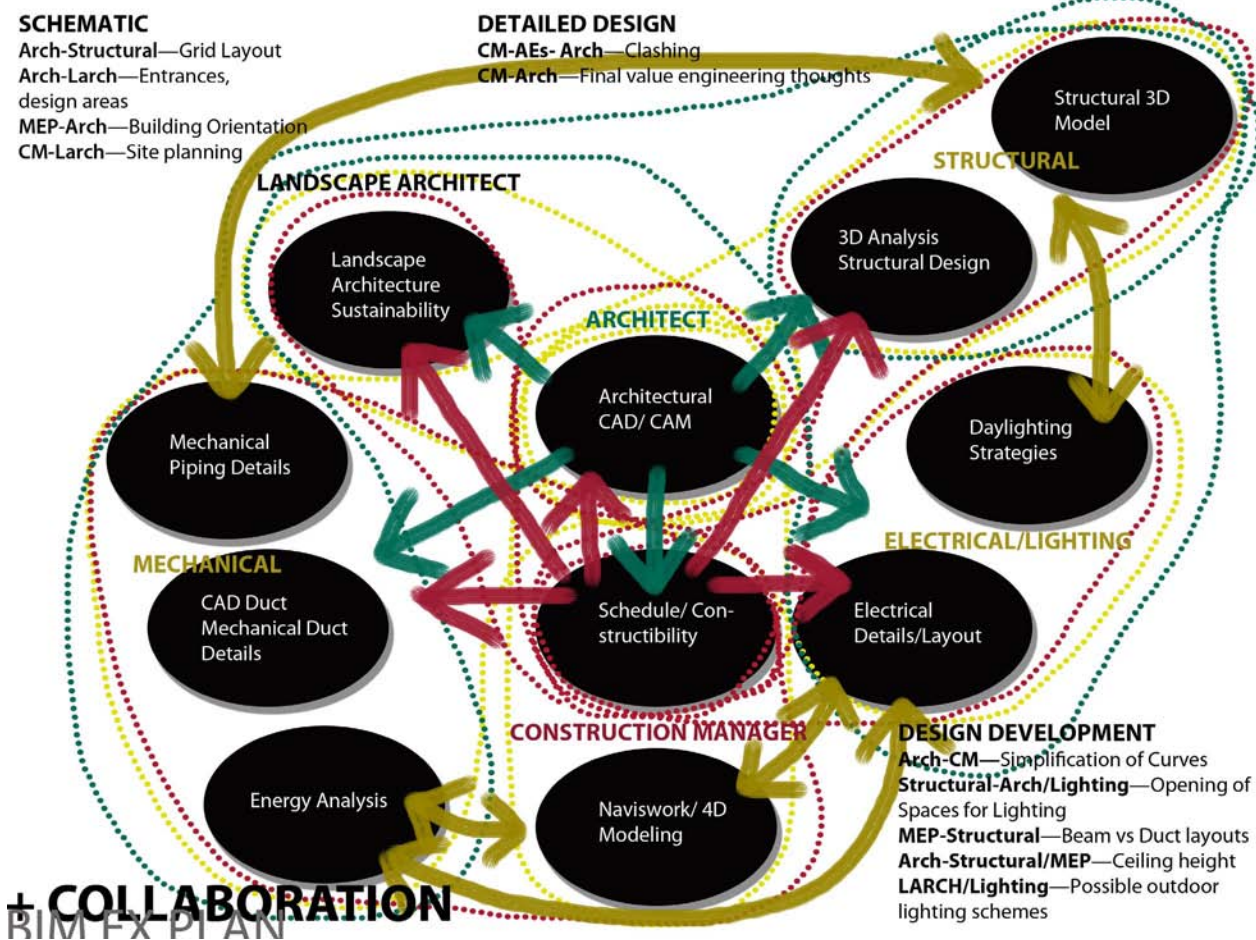 SCHEMATIC
Arch-Structural—Grid Layout
Arch-Larch—Entrances,
design areas
MEP-Arch—Building Orientation
CM-Larch—Site planning
DETAILED DESIGN
CM-AEs- Arch—Clashing
CM-Arch—Final value engineering thoughts
Structural 3D
Model
STRUCTURAL
LANDSCAPE ARCHITECT
3D Analysis
Structural Design
Landscape
Architecture
Sustainability
ARCHITECT
Architectural
CAD/ CAM
Daylighting
Strategies
Mechanical
Piping Details
ELECTRICAL/LIGHTING
MECHANICAL
CAD Duct
Mechanical Duct
Details
Schedule/ Con-
structibility
Electrical
Details/Layout
CONSTRUCTION MANAGER
DESIGN DEVELOPMENT
Arch-CM—Simplification of Curves
Structural-Arch/Lighting—Opening of
Spaces for Lighting
MEP-Structural—Beam vs Duct layouts
Arch-Structural/MEP—Ceiling height
LARCH/Lighting—Possible outdoor
lighting schemes
Energy Analysis
Naviswork/ 4D
Modeling
+ COLLABORATION
BIM EX PLAN